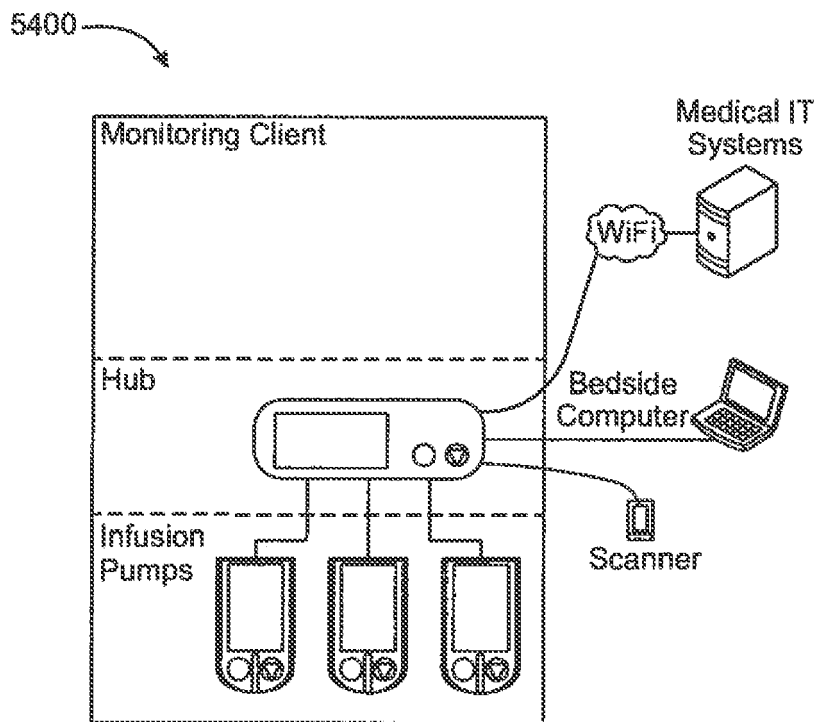 5400
Monitoring Client
Medical IT
Systems
WiFi
Hub
Bedside
Computer
Infusion
Pumps
Scanner